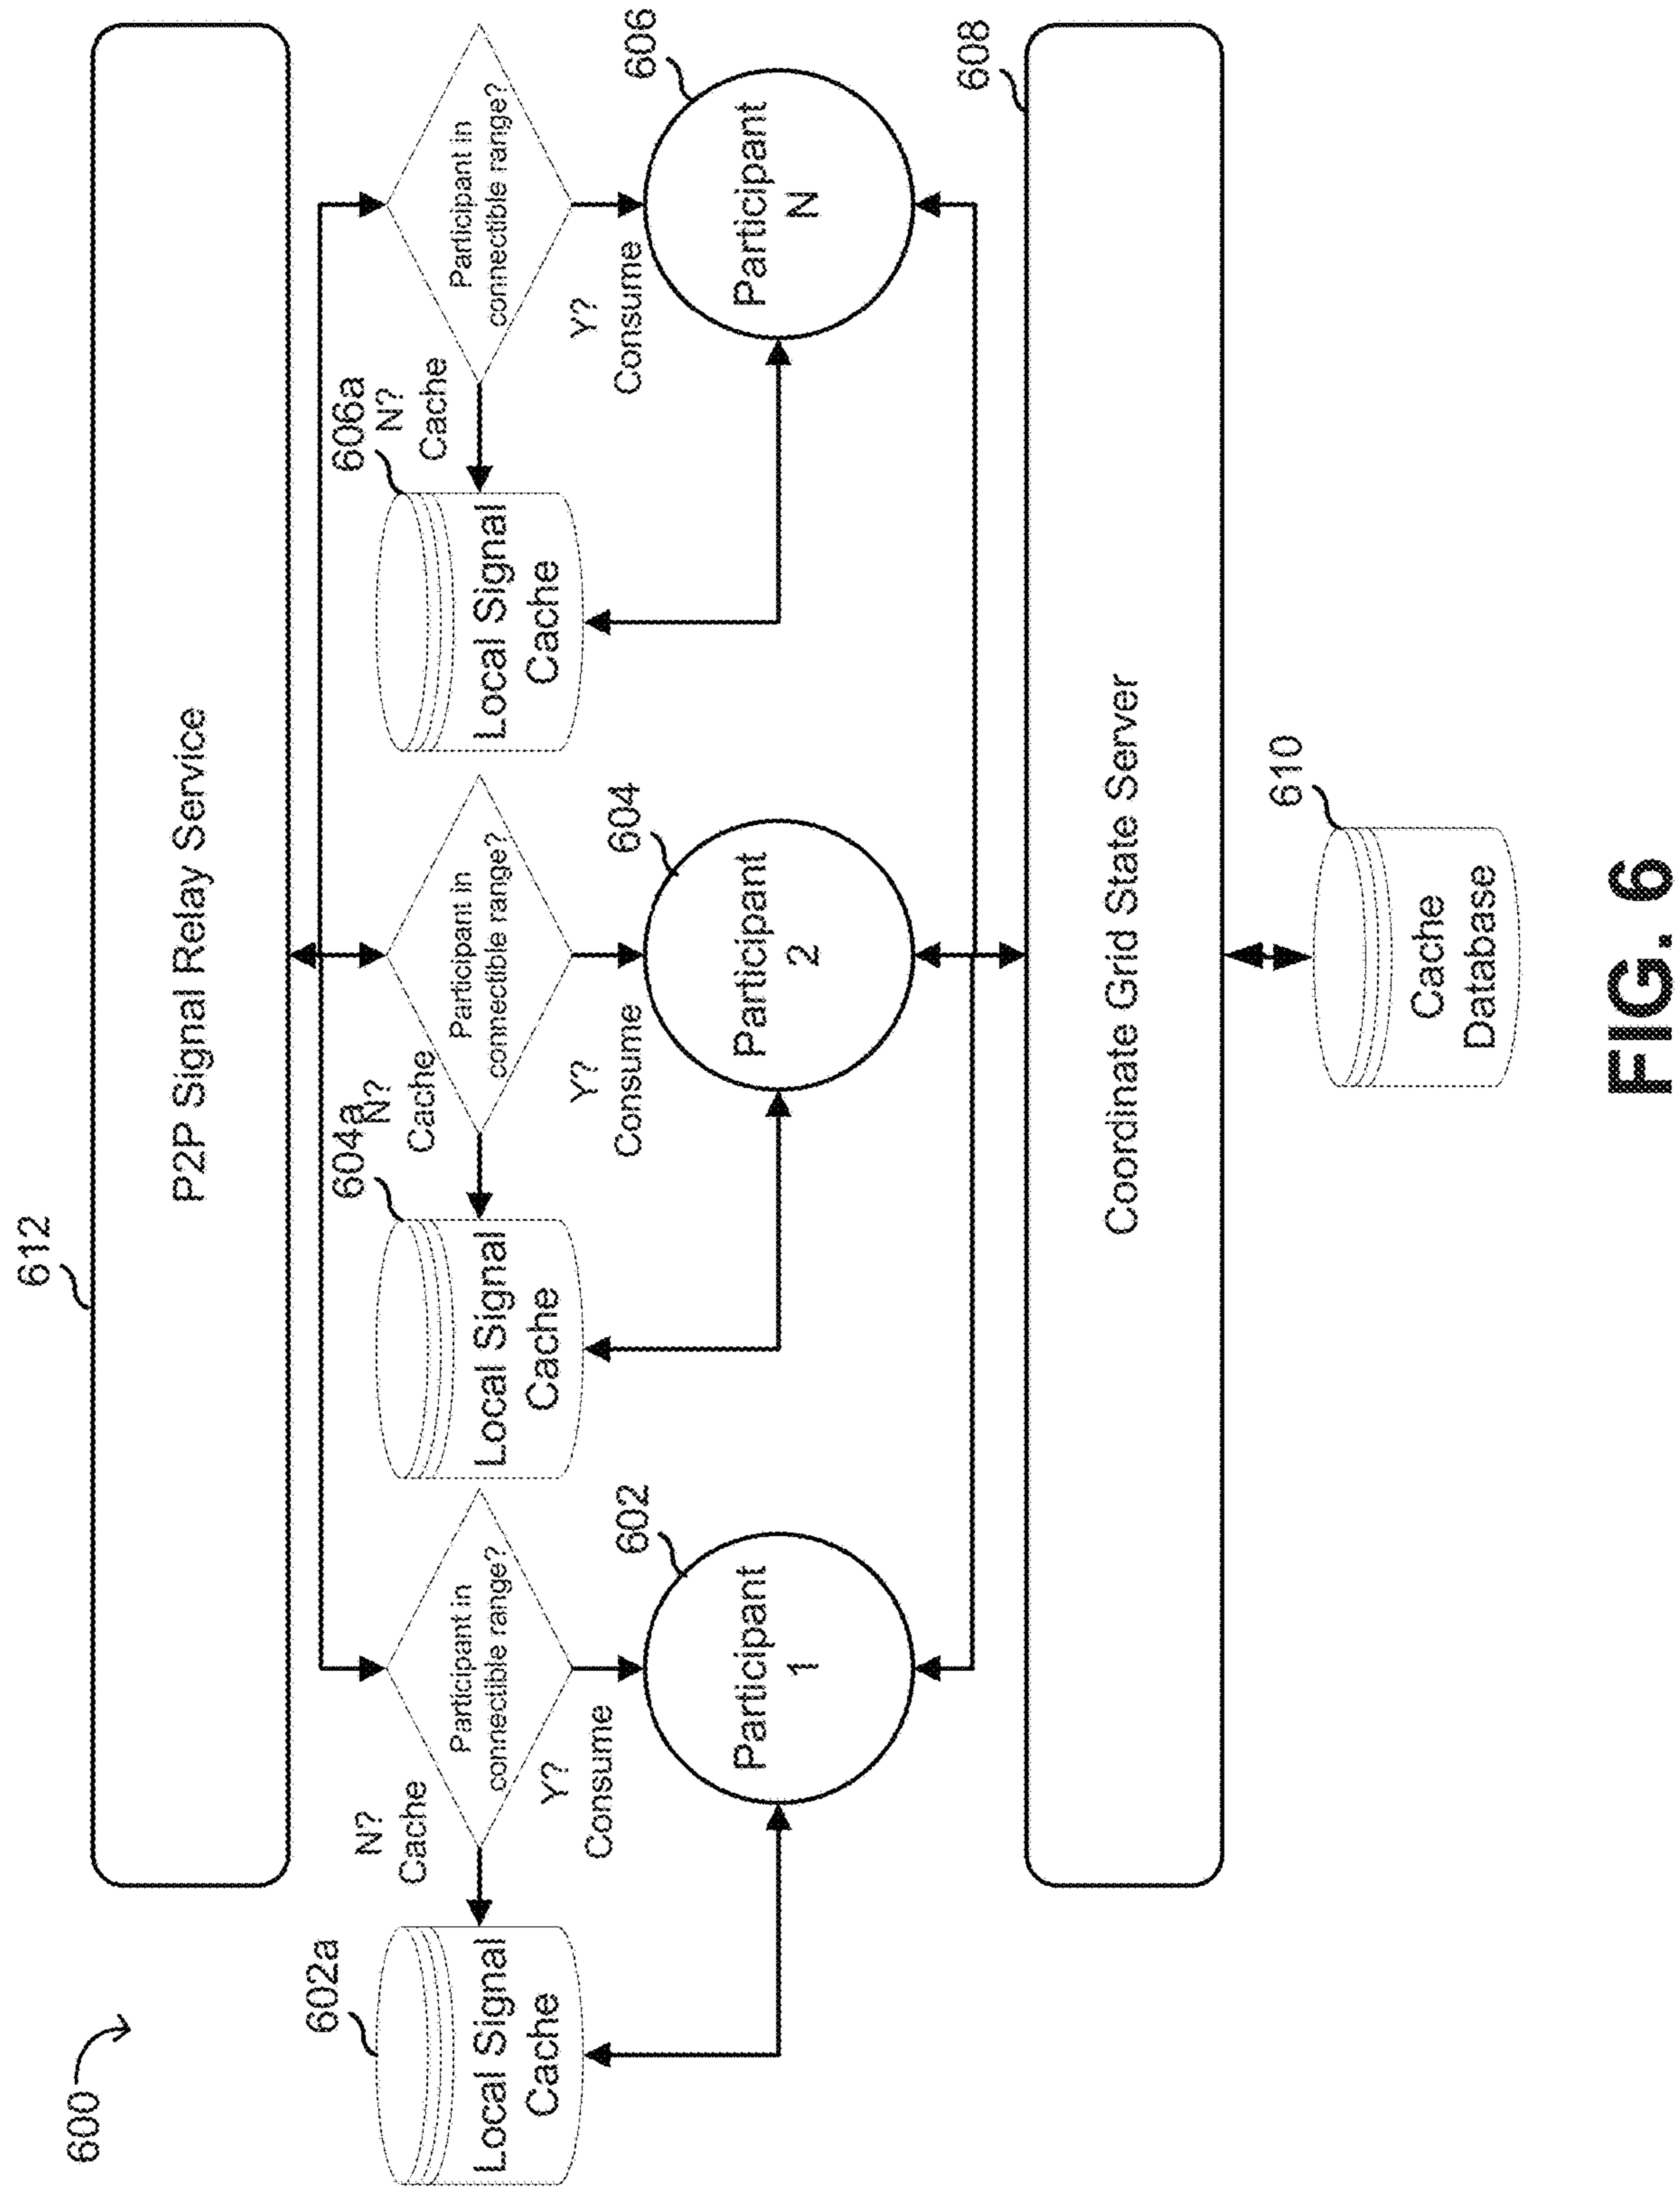 600
612
P2P Signal Relay Service
602a
Local Signal
Cache
N?
Cache
Participant in
connectible range?
Y?
Consume
602
Participant
1
604a
Local Signal
Cache
N?
Cache
Participant in
connectible range?
Y?
Consume
604
Participant
2
606a
Local Signal
Cache
N?
Cache
Participant in
connectible range?
Y?
Consume
606
Participant
N
608
Coordinate Grid State Server
610
Cache
Database
FIG. 6